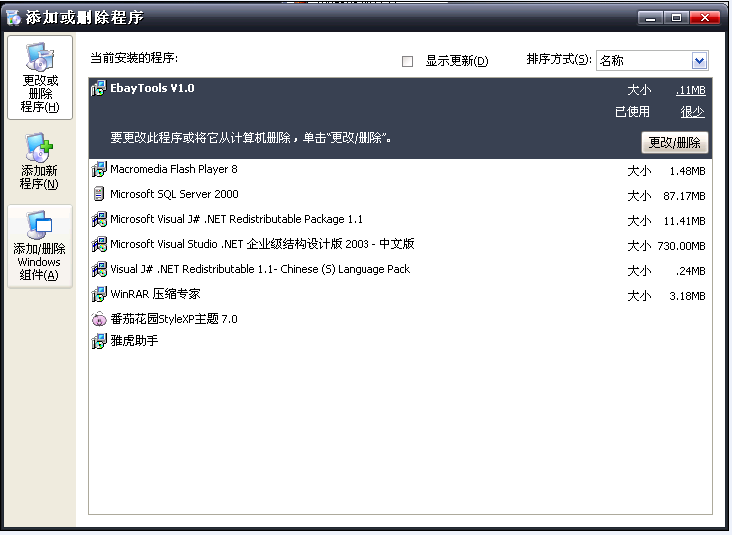 添加或删除程序
更改或
删除
程序(H)
添加新
程序(N)
添加/删除
Windows
组件(A)
当前安装的程序:
显示更新(D)
排序方式(S): 名称
EbayTools V1.0 大小 .11MB
已使用 很少
要更改此程序或将它从计算机删除，单击“更改/删除”。
更改/删除
Macromedia Flash Player 8 大小 1.48MB
Microsoft SQL Server 2000 大小 87.17MB
Microsoft Visual J# .NET Redistributable Package 1.1 大小 11.41MB
Microsoft Visual Studio .NET 企业级结构设计版 2003 - 中文版 大小 730.00MB
Visual J# .NET Redistributable 1.1- Chinese (S) Language Pack 大小 .24MB
WinRAR 压缩专家 大小 3.18MB
番茄花园StyleXP主题 7.0
雅虎助手